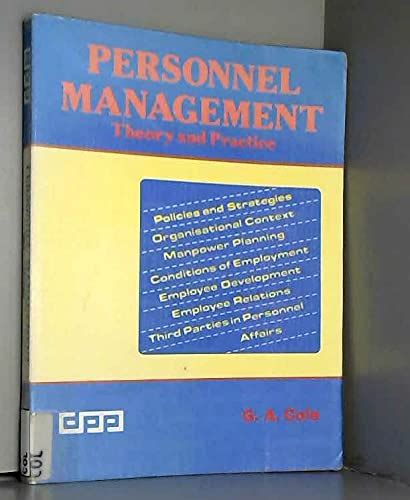 PERSONNEL
MANAGEMENT
Theory and Practice
Policies and Strategies
Organisational Context
Manpower Planning
Conditions of Employment
Employee Development
Employee Relations
Third Parties in Personnel
Affairs
G. A. Cole
dpp
COL